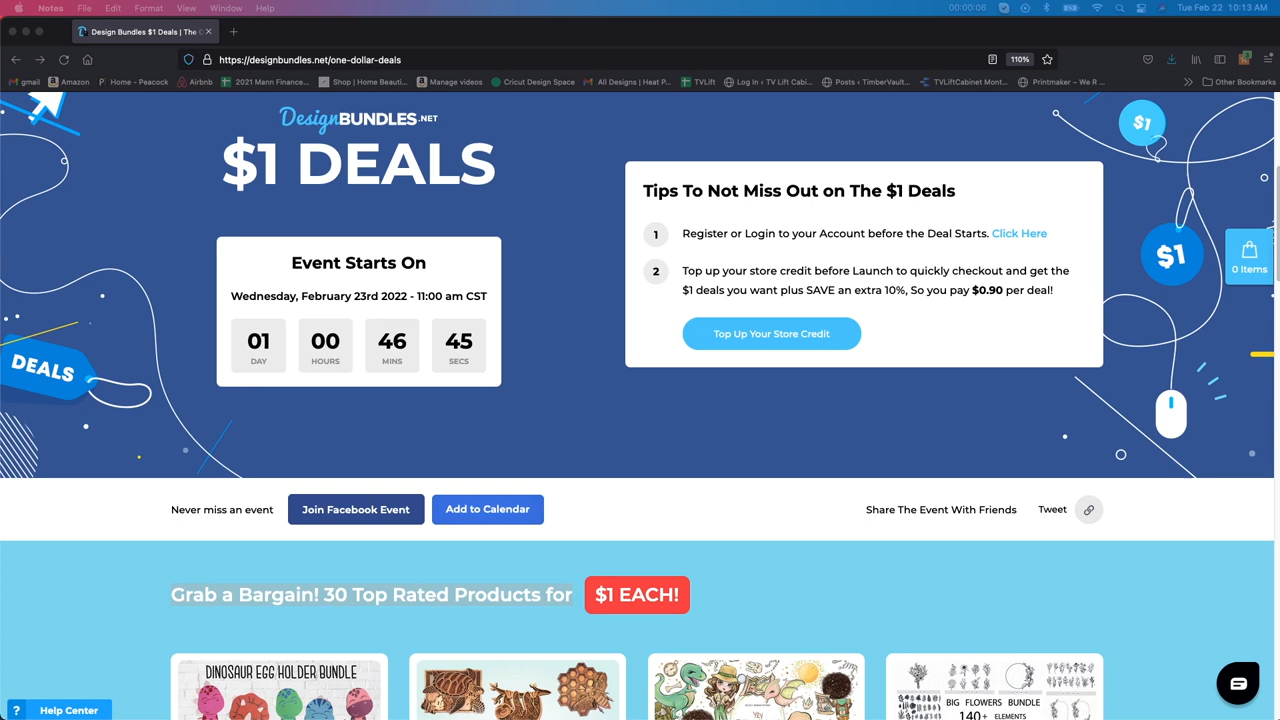 Notes File Edit Format View Window Help 00:00:06 Tue Feb 22 10:13 AM
Design Bundles $1 Deals | The C
https://designbundles.net/one-dollar-deals 110%
gmail Amazon Home - Peacock Airbnb 2021 Mann Finance... Shop | Home Beauti... Manage videos Cricut Design Space All Designs | Heat P... TVLift Log In ‹ TV Lift Cabi... Posts ‹ TimberVault... TVLiftCabinet Mont... Printmaker – We R ... Other Bookmarks
Design BUNDLES .NET
$1 DEALS
Event Starts On
Wednesday, February 23rd 2022 - 11:00 am CST
01 00 46 45
DAY HOURS MINS SECS
Tips To Not Miss Out on The $1 Deals
1 Register or Login to your Account before the Deal Starts. Click Here
2 Top up your store credit before Launch to quickly checkout and get the
$1 deals you want plus SAVE an extra 10%, So you pay $0.90 per deal!
Top Up Your Store Credit
$1
$1
0 Items
DEALS
Never miss an event Join Facebook Event Add to Calendar Share The Event With Friends Tweet
Grab a Bargain! 30 Top Rated Products for $1 EACH!
DINOSAUR EGG HOLDER BUNDLE
BIG FLOWERS BUNDLE
140+ ELEMENTS
? Help Center